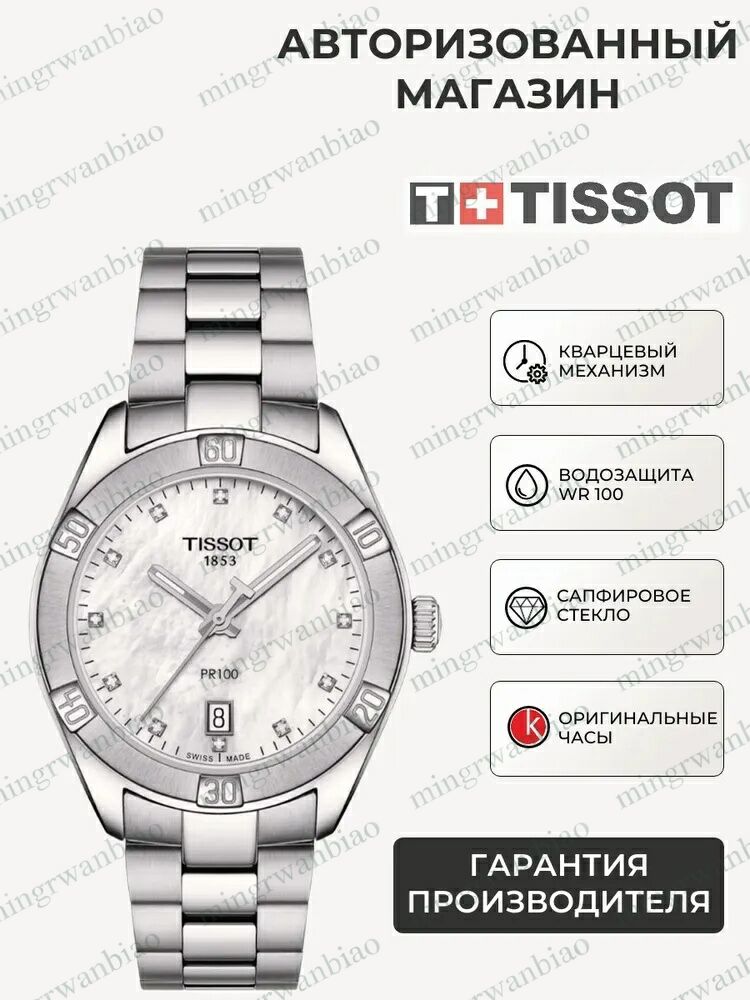 АВТОРИЗОВАННЫЙ
МАГАЗИН
T+ TISSOT
КВАРЦЕВЫЙ
МЕХАНИЗМ
ВОДОЗАЩИТА
WR 100
САПФИРОВОЕ
СТЕКЛО
k ОРИГИНАЛЬНЫЕ
ЧАСЫ
ГАРАНТИЯ
ПРОИЗВОДИТЕЛЯ
60
10
20
30
40
50
TISSOT
1853
PR100
8
SWISS MADE
mingrwanbiao